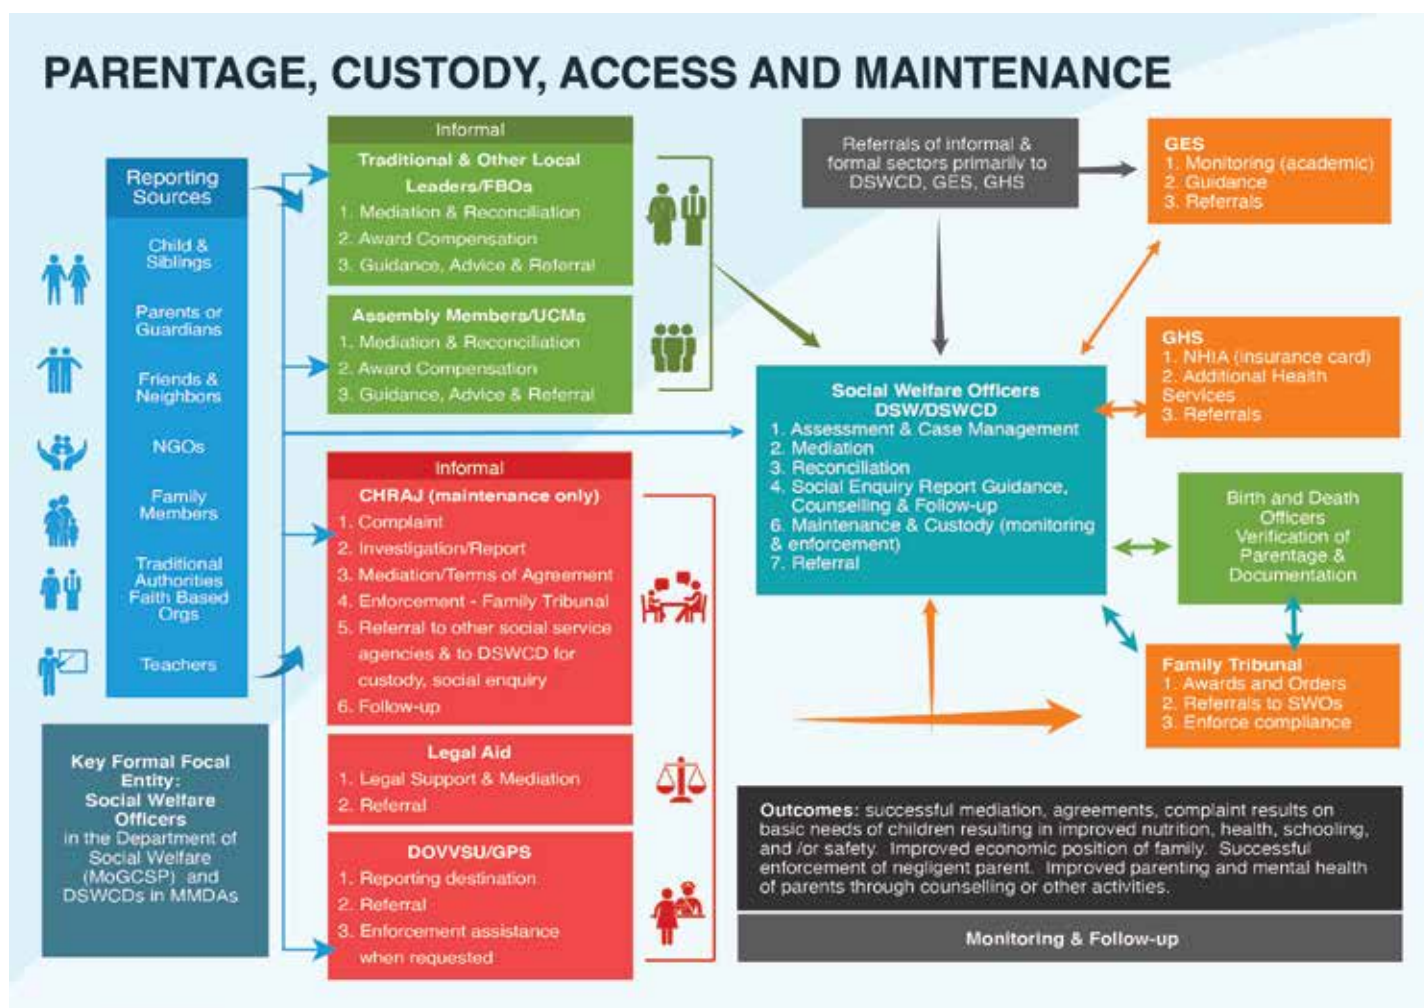 PARENTAGE, CUSTODY, ACCESS AND MAINTENANCE
Reporting
Sources
Child &
Siblings
Parents or
Guardians
Friends &
Neighbors
NGOs
Family
Members
Traditional
Authorities
Faith Based
Orgs
Teachers
Key Formal Focal
Entity:
Social Welfare
Officers
in the Department of
Social Welfare
(MoGCSP) and
DSWCDs in MMDAs
Informal
Traditional & Other Local
Leaders/FBOs
1. Mediation & Reconciliation
2. Award Compensation
3. Guidance, Advice & Referral
Assembly Members/UCMs
1. Mediation & Reconciliation
2. Award Compensation
3. Guidance, Advice & Referral
Informal
CHRAJ (maintenance only)
1. Complaint
2. Investigation/Report
3. Mediation/Terms of Agreement
4. Enforcement - Family Tribunal
5. Referral to other social service
agencies & to DSWCD for
custody, social enquiry
6. Follow-up
Legal Aid
1. Legal Support & Mediation
2. Referral
DOVVSU/GPS
1. Reporting destination
2. Referral
3. Enforcement assistance
when requested
Referrals of informal &
formal sectors primarily to
DSWCD, GES, GHS
Social Welfare Officers
DSW/DSWCD
1. Assessment & Case Management
2. Mediation
3. Reconciliation
4. Social Enquiry Report Guidance,
Counselling & Follow-up
6. Maintenance & Custody (monitoring
& enforcement)
7. Referral
GES
1. Monitoring (academic)
2. Guidance
3. Referrals
GHS
1. NHIA (insurance card)
2. Additional Health
Services
3. Referrals
Birth and Death
Officers
Verification of
Parentage &
Documentation
Family Tribunal
1. Awards and Orders
2. Referrals to SWOs
3. Enforce compliance
Outcomes: successful mediation, agreements, complaint results on
basic needs of children resulting in improved nutrition, health, schooling,
and /or safety. Improved economic position of family. Successful
enforcement of negligent parent. Improved parenting and mental health
of parents through counselling or other activities.
Monitoring & Follow-up